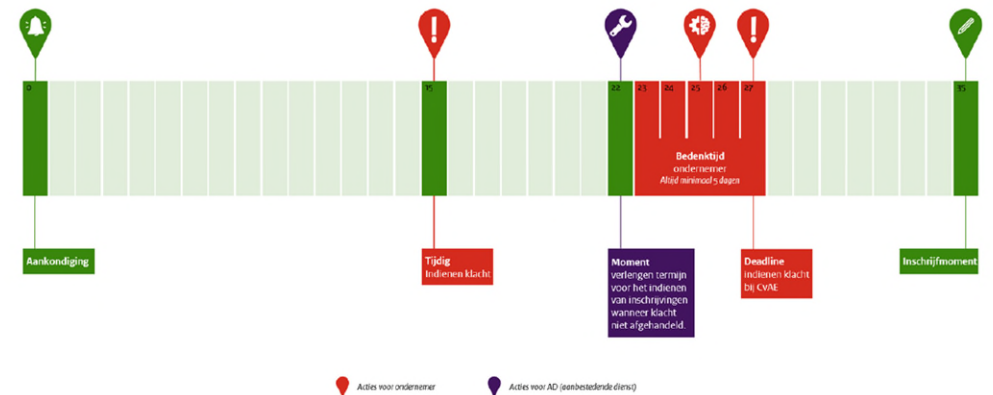 0
15
22
23
24
25
26
27
35
Bedenktijd
ondernemer
Altijd minimaal 5 dagen
Aankondiging
Tijdig
Indienen klacht
Moment
verlengen termijn
voor het indienen
van inschrijvingen
wanneer klacht
niet afgehandeld.
Deadline
indienen klacht
bij CvAE
Inschrijfmoment
Acties voor ondernemer
Acties voor AD (aanbestedende dienst)